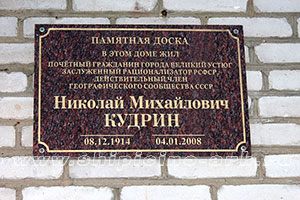 ПАМЯТНАЯ ДОСКА
В ЭТОМ ДОМЕ ЖИЛ
ПОЧЁТНЫЙ ГРАЖДАНИН ГОРОДА ВЕЛИКИЙ УСТЮГ
ЗАСЛУЖЕННЫЙ РАЦИОНАЛИЗАТОР РСФСР
ДЕЙСТВИТЕЛЬНЫЙ ЧЛЕН
ГЕОГРАФИЧЕСКОГО СООБЩЕСТВА СССР
Николай Михайлович
КУДРИН
08.12.1914 04.01.2008